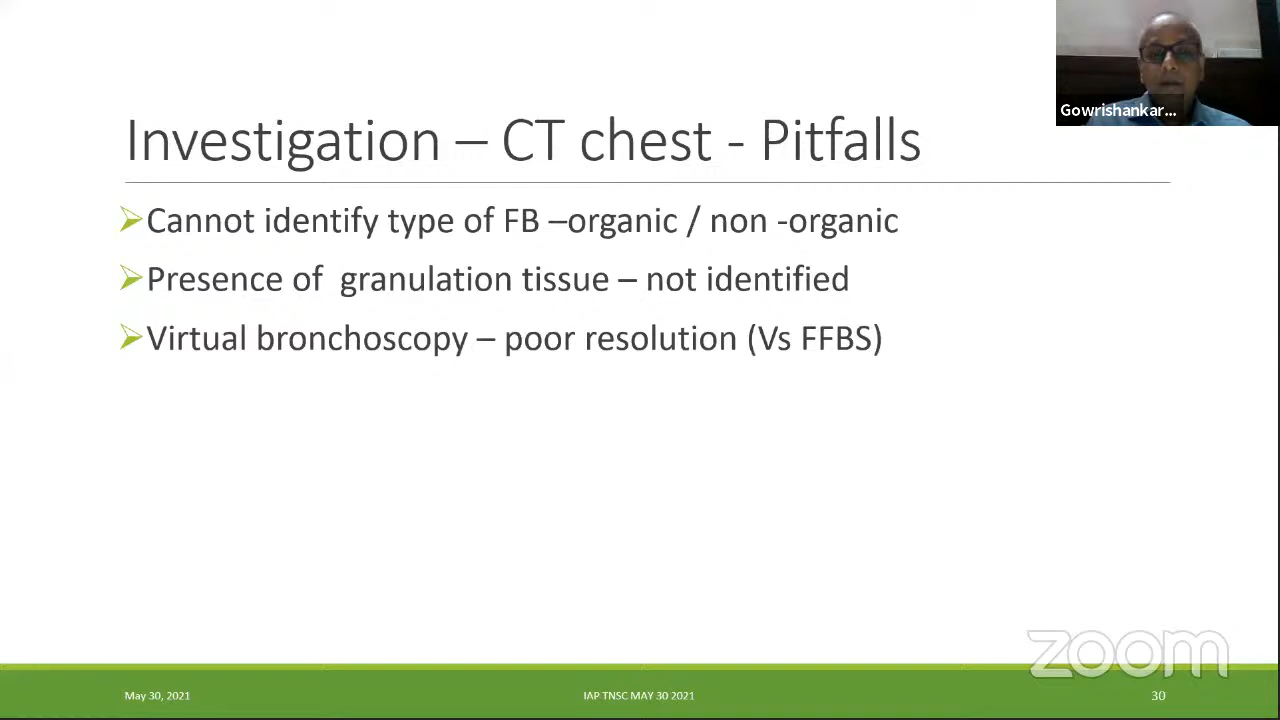 Gowrishankar...
Investigation – CT chest - Pitfalls
Cannot identify type of FB –organic / non -organic
Presence of granulation tissue – not identified
Virtual bronchoscopy – poor resolution (Vs FFBS)
zoom
May 30, 2021
IAP TNSC MAY 30 2021
30